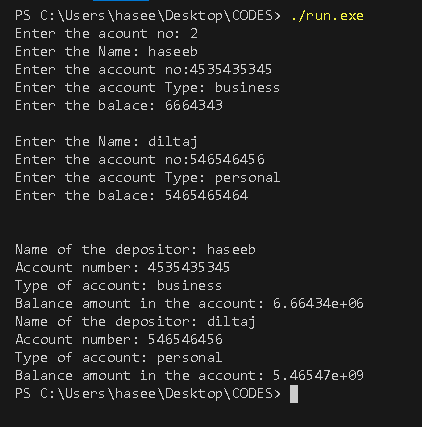 PS C:\Users\hasee\Desktop\CODES> ./run.exe
Enter the acount no: 2
Enter the Name: haseeb
Enter the account no:4535435345
Enter the account Type: business
Enter the balace: 6664343
Enter the Name: diltaj
Enter the account no:546546456
Enter the account Type: personal
Enter the balace: 5465465464
Name of the depositor: haseeb
Account number: 4535435345
Type of account: business
Balance amount in the account: 6.66434e+06
Name of the depositor: diltaj
Account number: 546546456
Type of account: personal
Balance amount in the account: 5.46547e+09
PS C:\Users\hasee\Desktop\CODES>